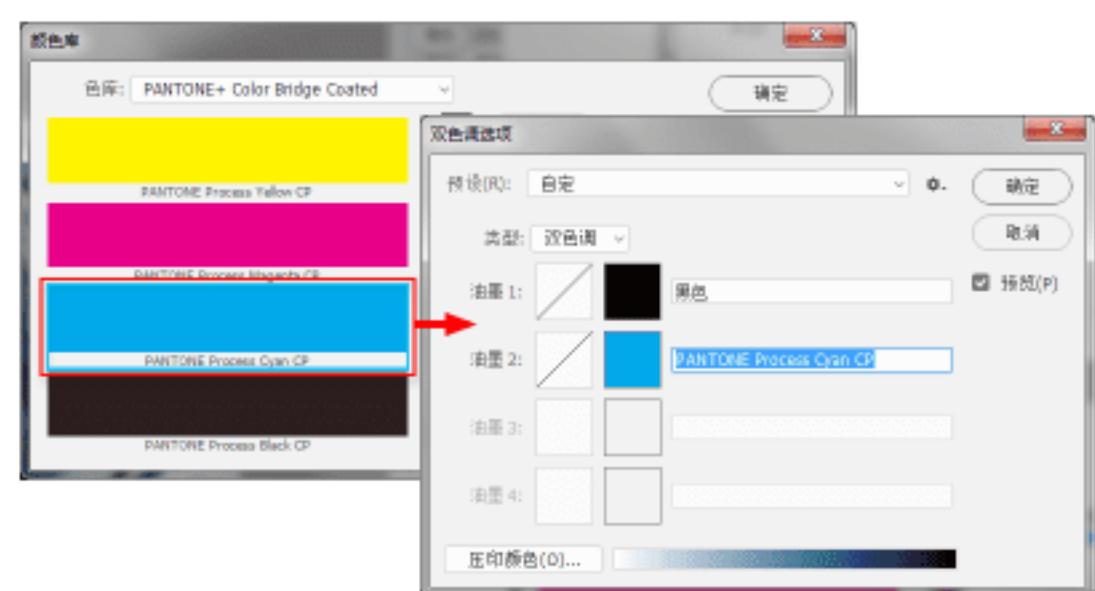 颜色库
色库: PANTONE+ Color Bridge Coated
确定
PANTONE Process Yellow CP
PANTONE Process Magenta CP
PANTONE Process Cyan CP
PANTONE Process Black CP
双色调选项
预设(R): 自定
确定
类型: 双色调
取消
油墨 1: 黑色
预览(P)
油墨 2: PANTONE Process Cyan CP
油墨 3:
油墨 4:
压印颜色(O)...